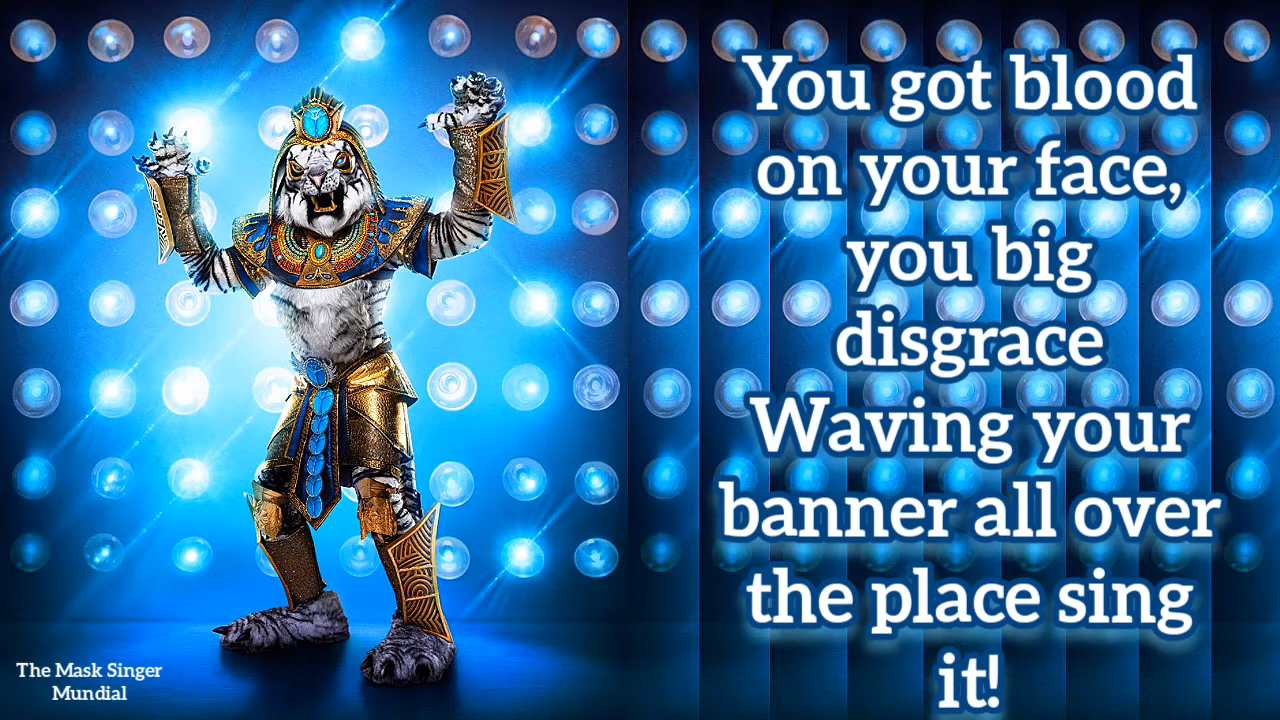 You got blood
on your face,
you big
disgrace
Waving your
banner all over
the place sing
it!
The Mask Singer
Mundial